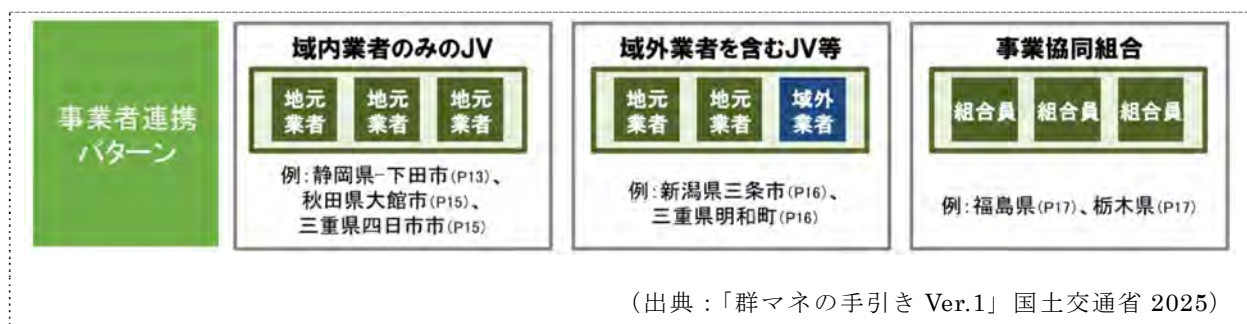 事業者連携
パターン
域内業者のみのJV
地元
業者
地元
業者
地元
業者
例:静岡県-下田市(P13)、
秋田県大館市(P15)、
三重県四日市市(P15)
域外業者を含むJV等
地元
業者
地元
業者
域外
業者
例:新潟県三条市(P16)、
三重県明和町(P16)
事業協同組合
組合員 組合員 組合員
例:福島県(P17)、栃木県(P17)
(出典:「群マネの手引き Ver.1」国土交通省 2025)